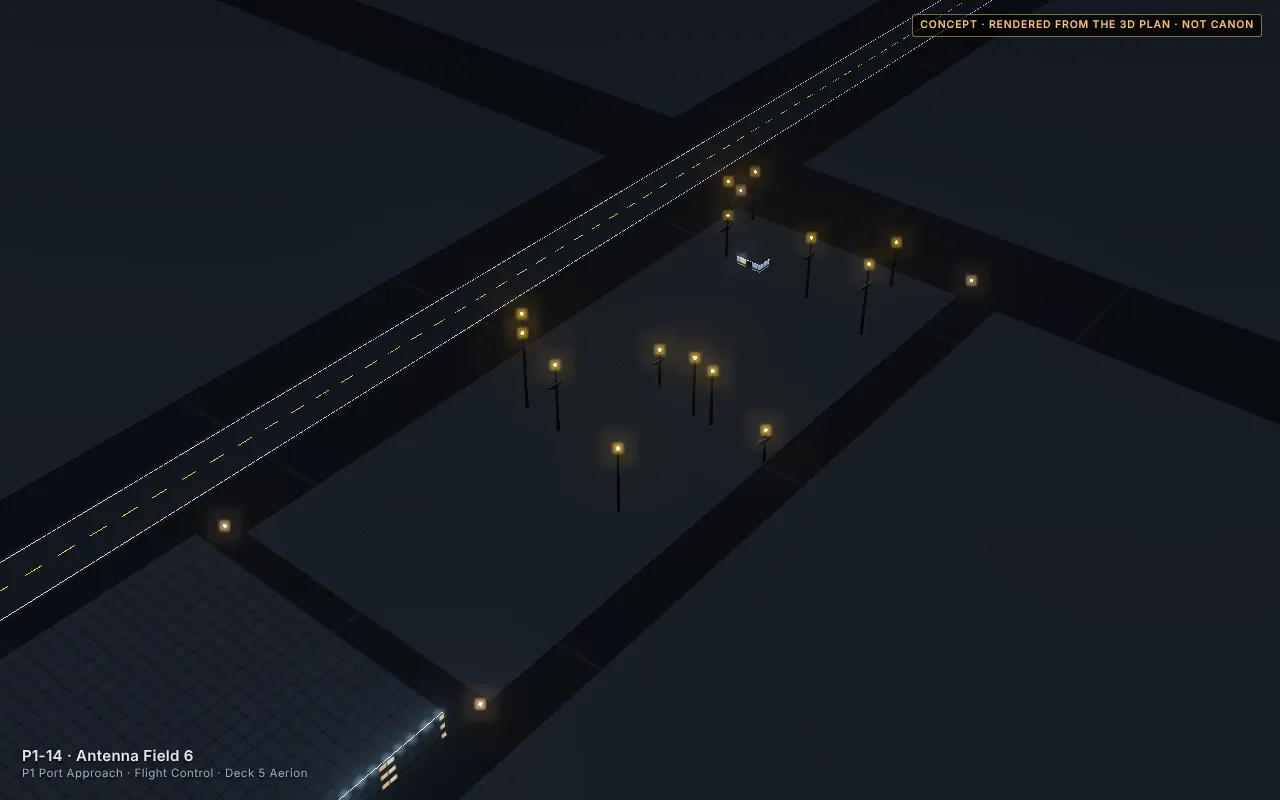 CONCEPT · RENDERED FROM THE 3D PLAN · NOT CANON
P1-14 · Antenna Field 6
P1 Port Approach · Flight Control · Deck 5 Aerion